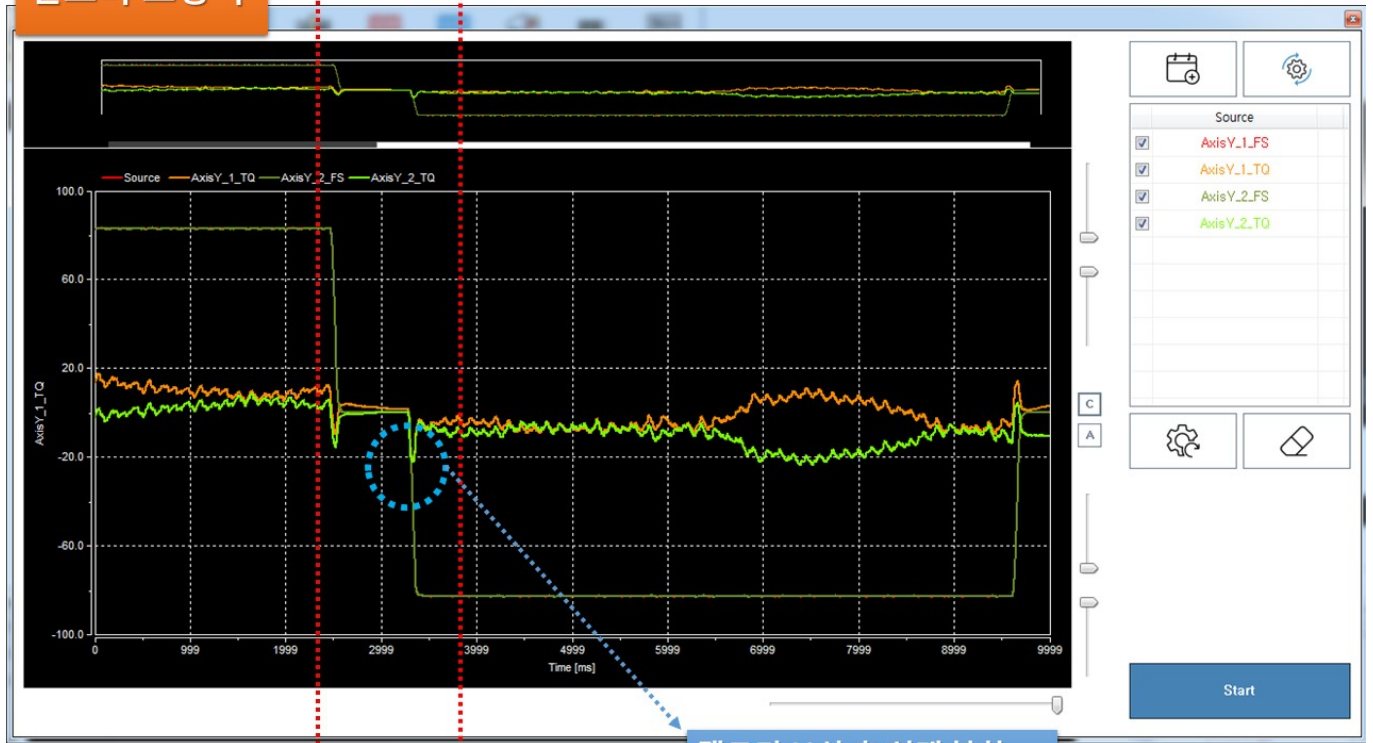 Source
AxisY_1_FS
AxisY_1_TQ
AxisY_2_FS
AxisY_2_TQ
Source AxisY_1_TQ AxisY_2_FS AxisY_2_TQ
100.0
60.0
20.0
-20.0
-60.0
-100.0
AxisY_1_TQ
0 999 1999 2999 3999 4999 5999 6999 7999 8999 9999
Time [ms]
C
A
Start